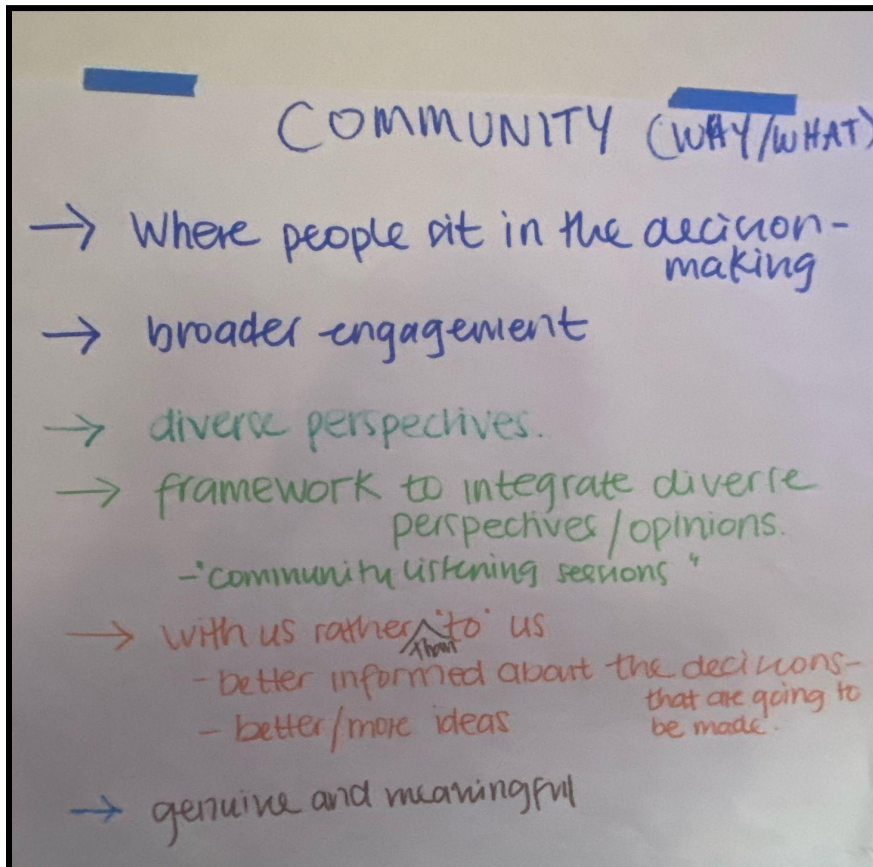 COMMUNITY (WHY/WHAT)
→ Where people sit in the decision-
making
→ broader engagement
→ diverse perspectives.
→ framework to integrate diverse
perspectives/opinions.
- "community listening sessions"
→ with us rather than 'to' us
- better informed about the decisions-
that are going to
be made.
- better/more ideas
→ genuine and meaningful